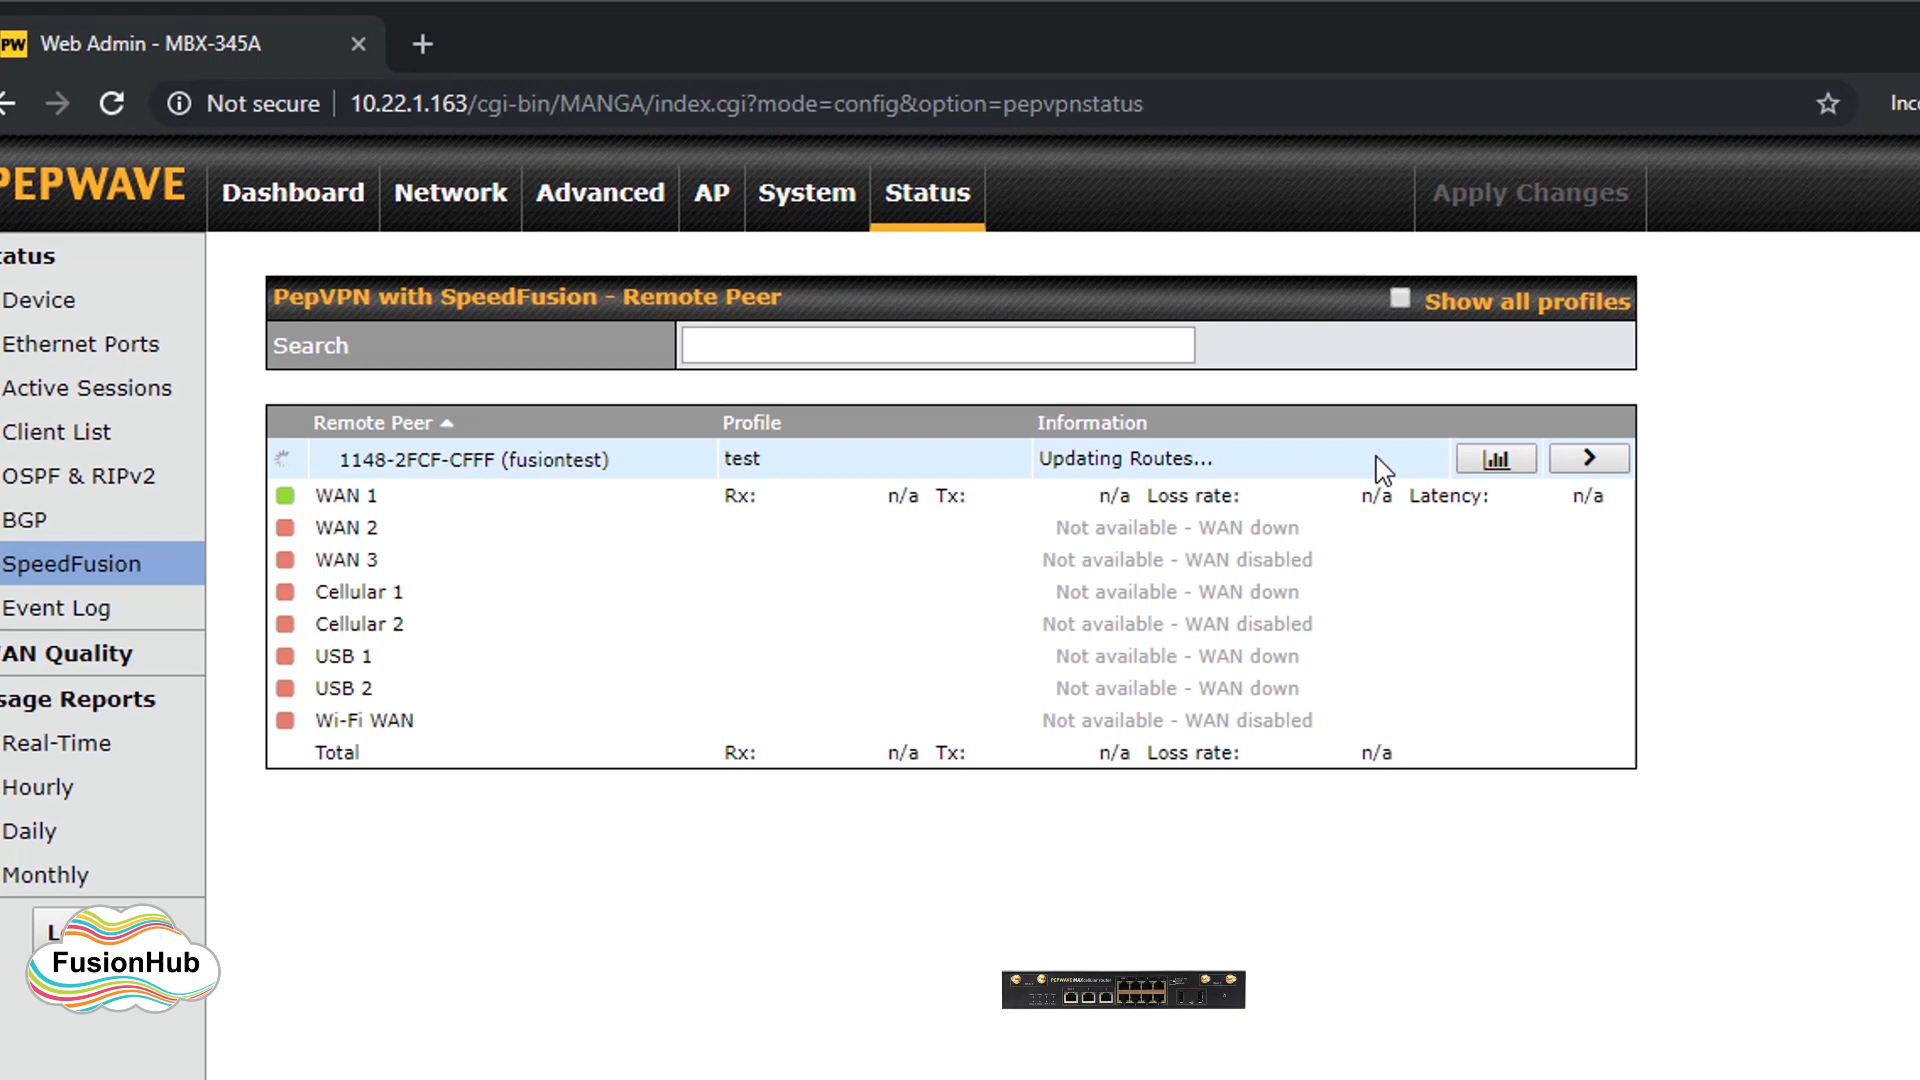 PW Web Admin - MBX-345A
Not secure 10.22.1.163/cgi-bin/MANGA/index.cgi?mode=config&option=pepvpnstatus Inc
PEPWAVE Dashboard Network Advanced AP System Status Apply Changes
atus
Device
Ethernet Ports
Active Sessions
Client List
OSPF & RIPv2
BGP
SpeedFusion
Event Log
AN Quality
sage Reports
Real-Time
Hourly
Daily
Monthly
L
FusionHub
PepVPN with SpeedFusion - Remote Peer Show all profiles
Search
Remote Peer Profile Information
1148-2FCF-CFFF (fusiontest) test Updating Routes...
WAN 1 Rx: n/a Tx: n/a Loss rate: n/a Latency: n/a
WAN 2 Not available - WAN down
WAN 3 Not available - WAN disabled
Cellular 1 Not available - WAN down
Cellular 2 Not available - WAN disabled
USB 1 Not available - WAN down
USB 2 Not available - WAN down
Wi-Fi WAN Not available - WAN disabled
Total Rx: n/a Tx: n/a Loss rate: n/a
PEPWAVE MAX cellular router